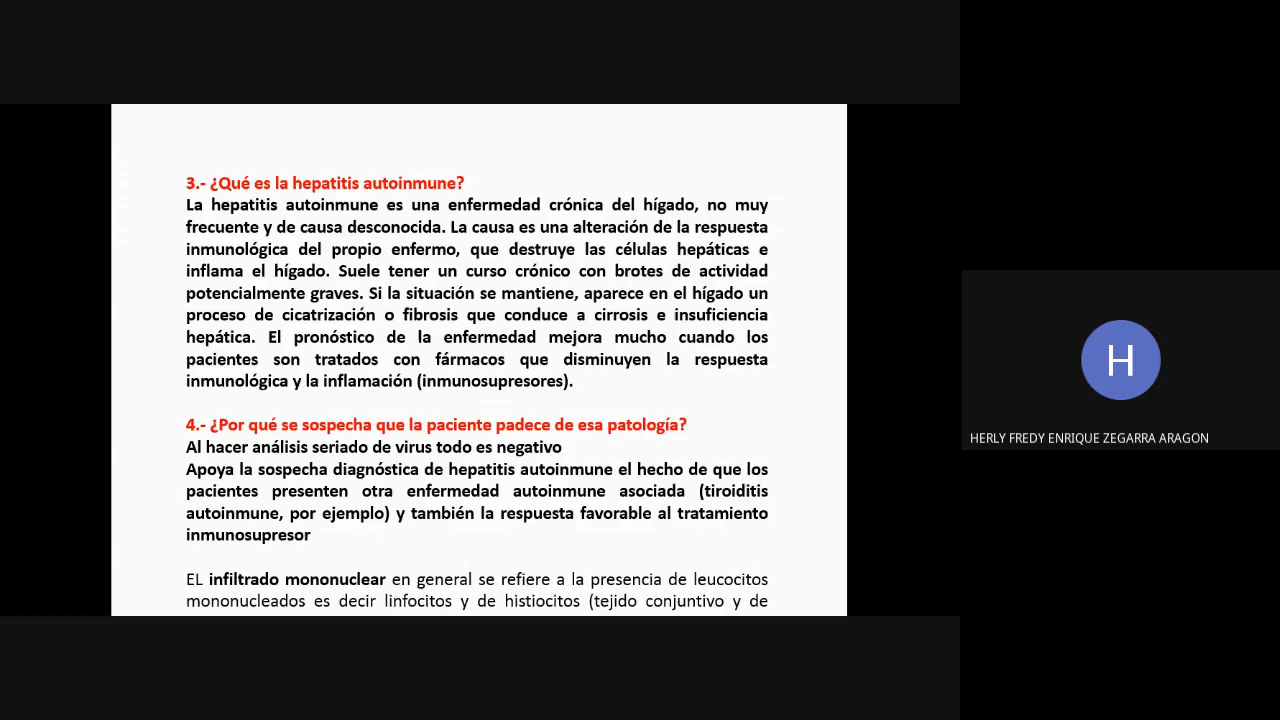 3.- ¿Qué es la hepatitis autoinmune?
La hepatitis autoinmune es una enfermedad crónica del hígado, no muy
frecuente y de causa desconocida. La causa es una alteración de la respuesta
inmunológica del propio enfermo, que destruye las células hepáticas e
inflama el hígado. Suele tener un curso crónico con brotes de actividad
potencialmente graves. Si la situación se mantiene, aparece en el hígado un
proceso de cicatrización o fibrosis que conduce a cirrosis e insuficiencia
hepática. El pronóstico de la enfermedad mejora mucho cuando los
pacientes son tratados con fármacos que disminuyen la respuesta
inmunológica y la inflamación (inmunosupresores).
4.- ¿Por qué se sospecha que la paciente padece de esa patología?
Al hacer análisis seriado de virus todo es negativo
Apoya la sospecha diagnóstica de hepatitis autoinmune el hecho de que los
pacientes presenten otra enfermedad autoinmune asociada (tiroiditis
autoinmune, por ejemplo) y también la respuesta favorable al tratamiento
inmunosupresor
EL infiltrado mononuclear en general se refiere a la presencia de leucocitos
mononucleados es decir linfocitos y de histiocitos (tejido conjuntivo y de
H
HERLY FREDY ENRIQUE ZEGARRA ARAGON